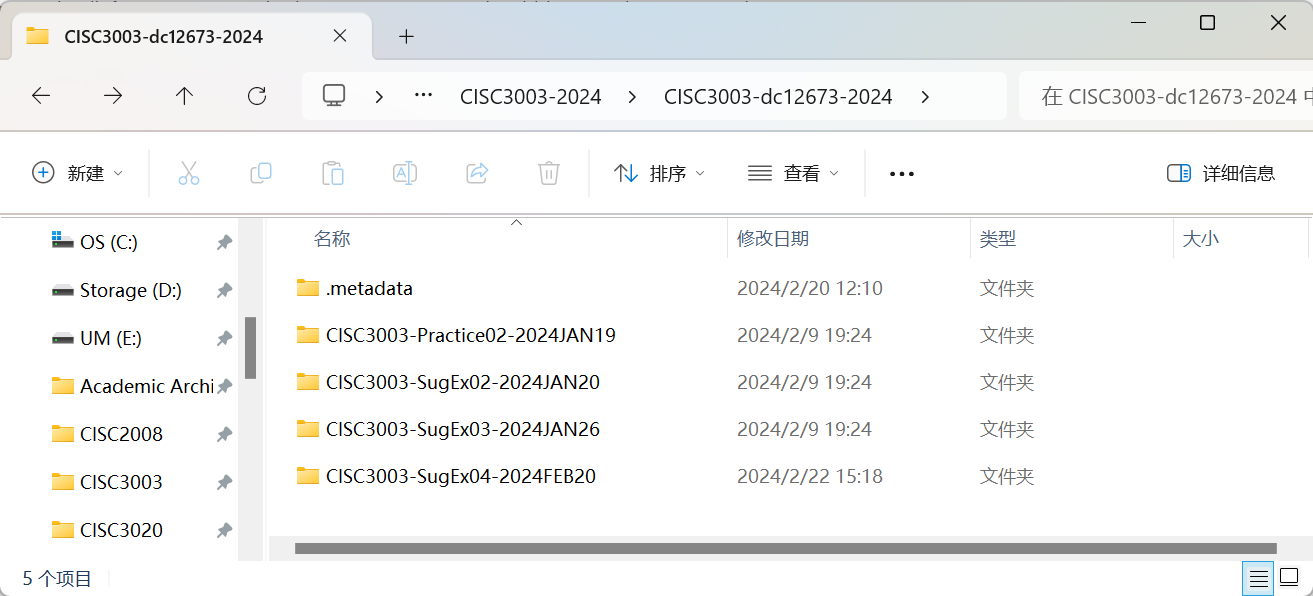 CISC3003-dc12673-2024
CISC3003-2024 CISC3003-dc12673-2024 在 CISC3003-dc12673-2024 中
新建 排序 查看 详细信息
OS (C:)
Storage (D:)
UM (E:)
Academic Archi
CISC2008
CISC3003
CISC3020
名称 修改日期 类型 大小
.metadata 2024/2/20 12:10 文件夹
CISC3003-Practice02-2024JAN19 2024/2/9 19:24 文件夹
CISC3003-SugEx02-2024JAN20 2024/2/9 19:24 文件夹
CISC3003-SugEx03-2024JAN26 2024/2/9 19:24 文件夹
CISC3003-SugEx04-2024FEB20 2024/2/22 15:18 文件夹
5 个项目